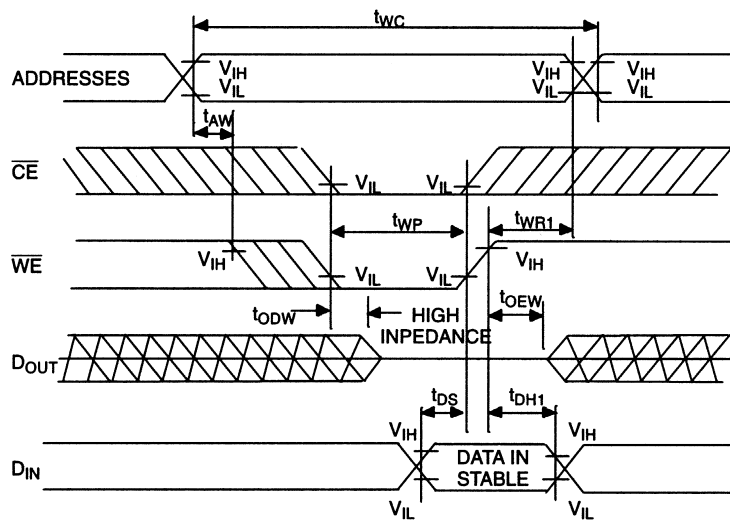 tWC
ADDRESSES
VIH
VIL
VIH
VIL
VIH
VIL
tAW
CE
VIL
VIL
tWP
tWR1
WE
VIH
VIL
VIL
VIH
tODW
HIGH
INPEDANCE
tOEW
DOUT
tDS
tDH1
DIN
VIH
VIL
DATA IN
STABLE
VIH
VIL